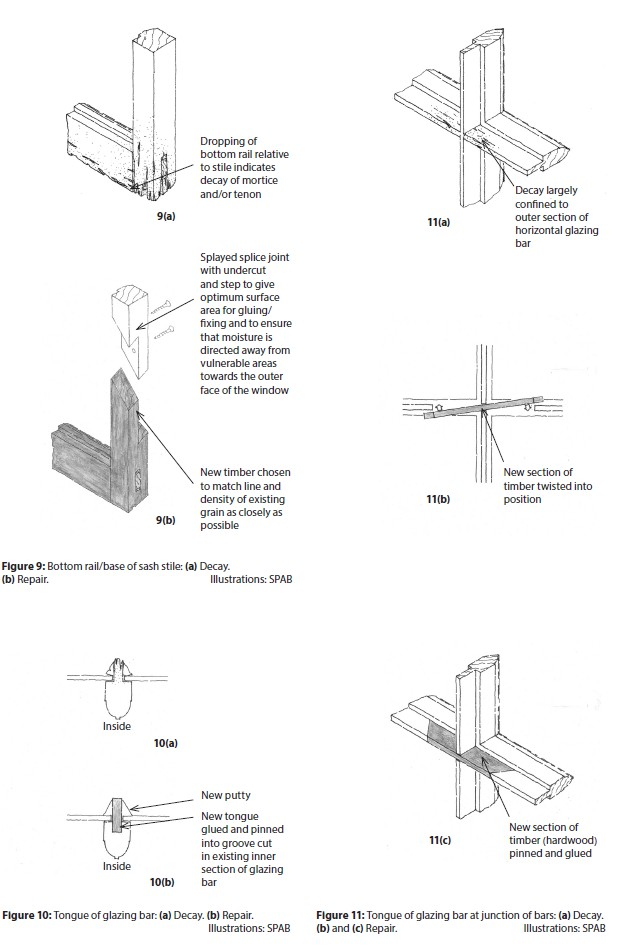 Dropping of
bottom rail relative
to stile indicates
decay of mortice
and/or tenon
9(a)
Splayed splice joint
with undercut
and step to give
optimum surface
area for gluing/
fixing and to ensure
that moisture is
directed away from
vulnerable areas
towards the outer
face of the window
New timber chosen
to match line and
density of existing
grain as closely as
possible
9(b)
Figure 9: Bottom rail/base of sash stile: (a) Decay.
(b) Repair. Illustrations: SPAB
Decay largely
confined to
outer section of
horizontal glazing
bar
11(a)
New section of
timber twisted into
position
11(b)
Inside
10(a)
New putty
New tongue
glued and pinned
into groove cut
in existing inner
section of glazing
bar
Inside
10(b)
Figure 10: Tongue of glazing bar: (a) Decay. (b) Repair.
Illustrations: SPAB
New section of
timber (hardwood)
pinned and glued
11(c)
Figure 11: Tongue of glazing bar at junction of bars: (a) Decay.
(b) and (c) Repair. Illustrations: SPAB